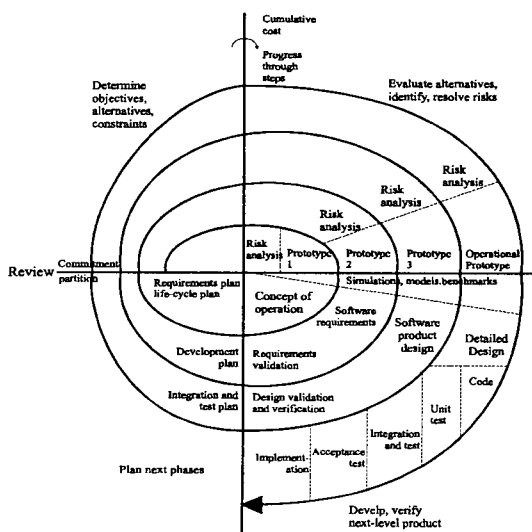 Cumulative
cost
Progress
through
steps
Determine
objectives,
alternatives,
constraints
Evaluate alternatives,
identify, resolve risks
Risk
analysis
Risk
analysis
Risk
analysis
Risk
analysis
Prototype
1
Prototype
2
Prototype
3
Operational
Prototype
Review
Commitment
partition
Simulations, models.benchmarks
Requirements plan
life-cycle plan
Concept of
operation
Software
requirements
Software
product
design
Detailed
Design
Development
plan
Requirements
validation
Code
Unit
test
Integration and
test plan
Design validation
and verification
Integration
and test
Acceptance
test
Implement-
ation
Plan next phases
Develp, verify
next-level product